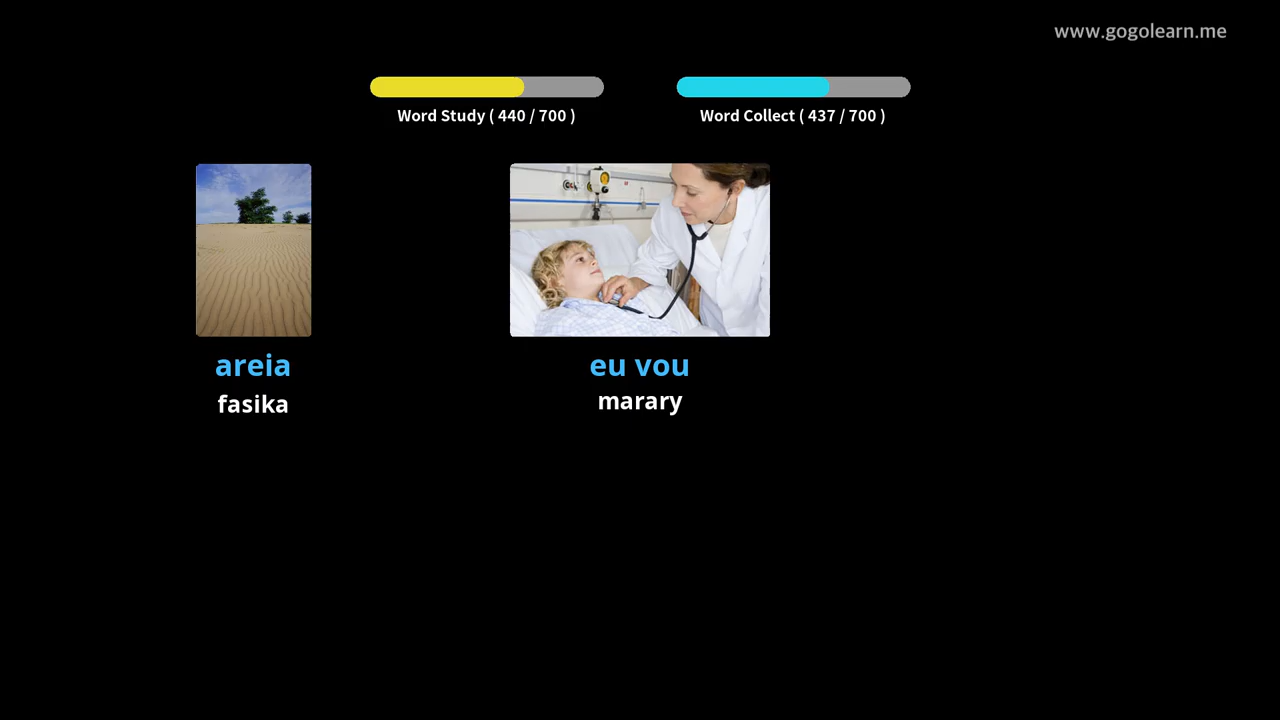 www.gogolearn.me
Word Study ( 440 / 700 )
Word Collect ( 437 / 700 )
areia
fasika
eu vou
marary